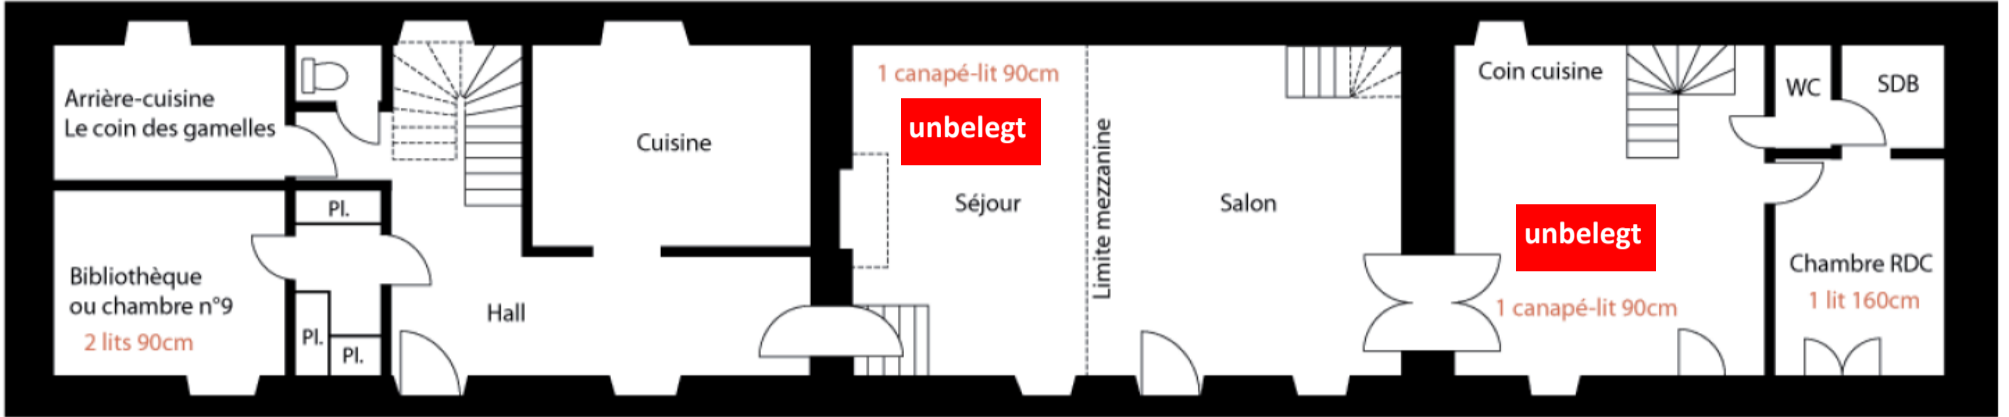 Arrière-cuisine
Le coin des gamelles
Bibliothèque
ou chambre n°9
2 lits 90cm
Pl.
Pl.
Pl.
Hall
Cuisine
1 canapé-lit 90cm
unbelegt
Séjour
Limite mezzanine
Salon
Coin cuisine
unbelegt
1 canapé-lit 90cm
WC
SDB
Chambre RDC
1 lit 160cm